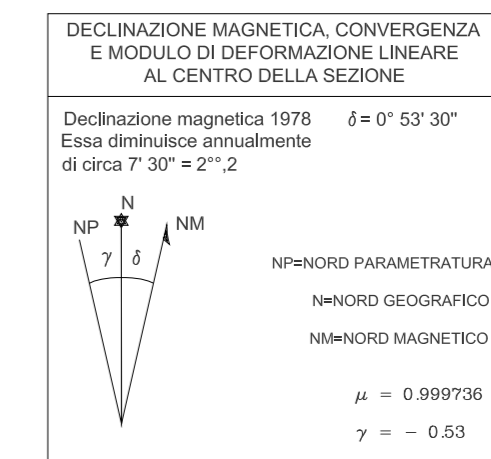 DECLINAZIONE MAGNETICA, CONVERGENZA
E MODULO DI DEFORMAZIONE LINEARE
AL CENTRO DELLA SEZIONE
Declinazione magnetica 1978 δ = 0° 53' 30"
Essa diminuisce annualmente
di circa 7' 30" = 2°°,2
N
NP NM
γ δ
NP=NORD PARAMETRATURA
N=NORD GEOGRAFICO
NM=NORD MAGNETICO
μ = 0.999736
γ = - 0.53